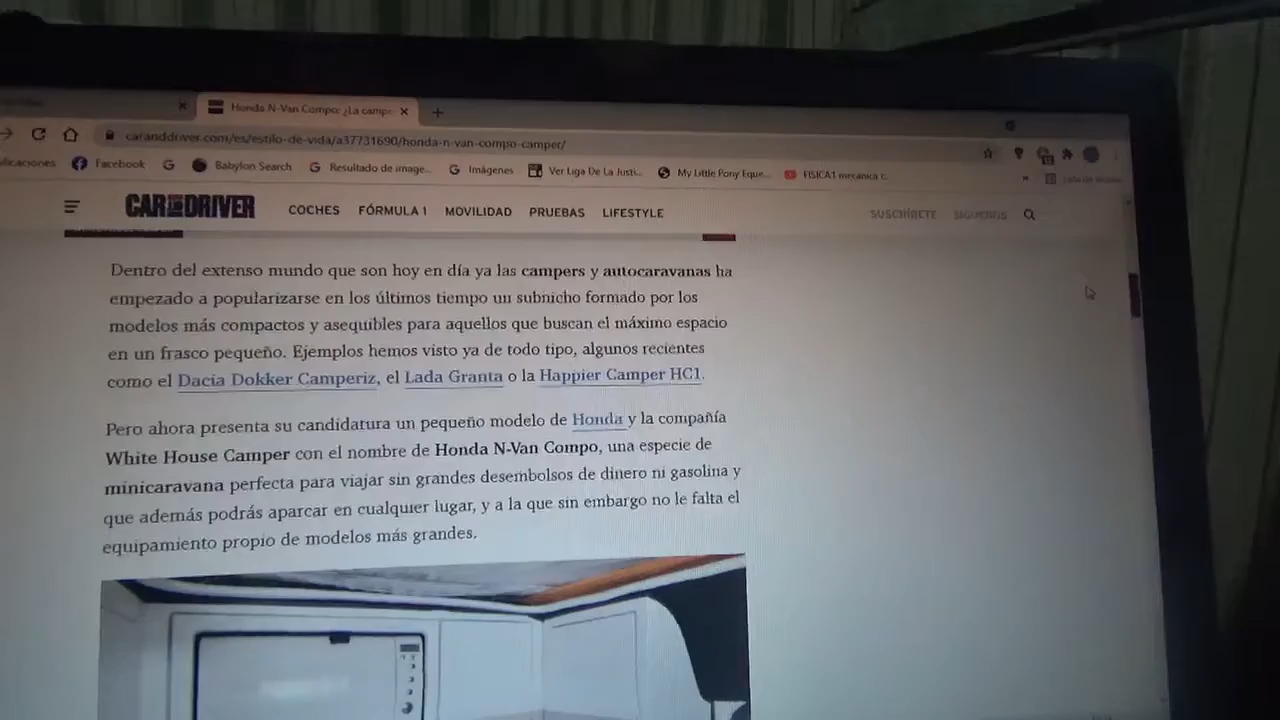 Honda N-Van Compo: ¿La campe
caranddriver.com/es/estilo-de-vida/a37731690/honda-n-van-compo-camper/
licaciones Facebook Babylon Search Resultado de image... Imágenes Ver Liga De La Justi... My Little Pony Eque... FISICA1 mecánica c.
CAR AND DRIVER COCHES FÓRMULA 1 MOVILIDAD PRUEBAS LIFESTYLE SUSCRÍBETE SÍGUENOS
Dentro del extenso mundo que son hoy en día ya las campers y autocaravanas ha
empezado a popularizarse en los últimos tiempo un subnicho formado por los
modelos más compactos y asequibles para aquellos que buscan el máximo espacio
en un frasco pequeño. Ejemplos hemos visto ya de todo tipo, algunos recientes
como el Dacia Dokker Camperiz, el Lada Granta o la Happier Camper HC1.
Pero ahora presenta su candidatura un pequeño modelo de Honda y la compañía
White House Camper con el nombre de Honda N-Van Compo, una especie de
minicaravana perfecta para viajar sin grandes desembolsos de dinero ni gasolina y
que además podrás aparcar en cualquier lugar, y a la que sin embargo no le falta el
equipamiento propio de modelos más grandes.